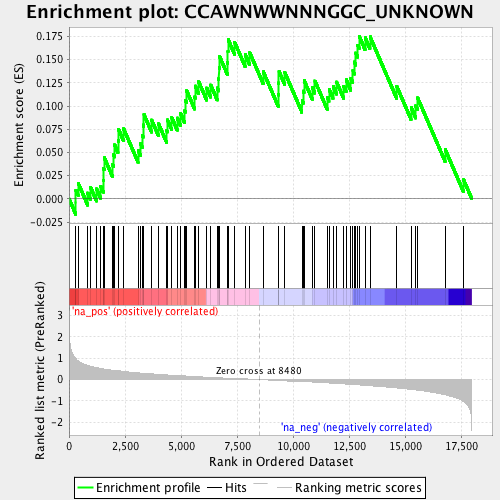 Enrichment plot: CCAWNWWNNNGGC_UNKNOWN
Enrichment score (ES)
0.175
0.150
0.125
0.100
0.075
0.050
0.025
0.000
-0.025
'na_pos' (positively correlated)
Ranked list metric (PreRanked)
3
2
1
0
-1
-2
Zero cross at 8480
'na_neg' (negatively correlated)
0
2,500
5,000
7,500
10,000
12,500
15,000
17,500
Rank in Ordered Dataset
Enrichment profile
Hits
Ranking metric scores